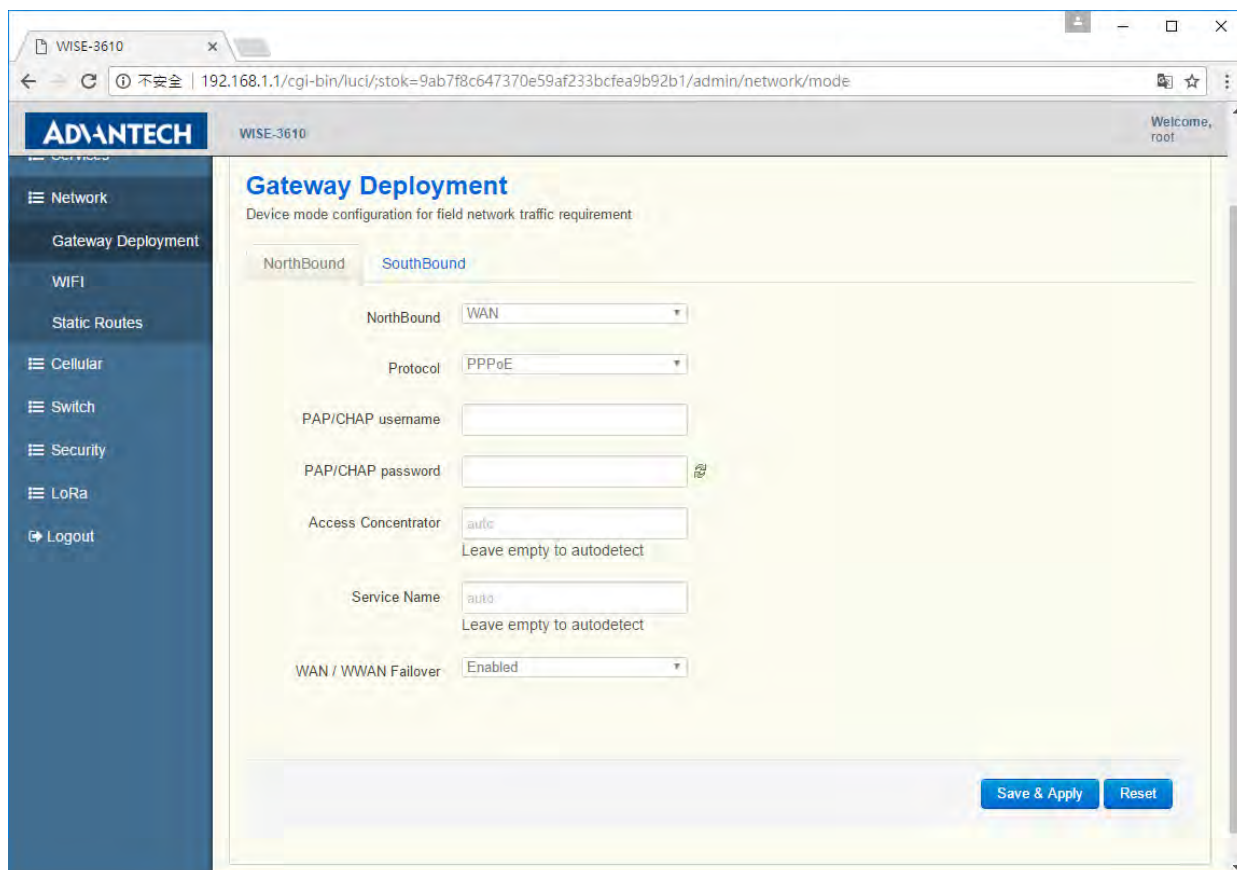 WISE-3610
不安全 | 192.168.1.1/cgi-bin/luci/;stok=9ab7f8c647370e59af233bcfea9b92b1/admin/network/mode
ADVANTECH
WISE-3610
Welcome,
root
Services
Network
Gateway Deployment
WIFI
Static Routes
Cellular
Switch
Security
LoRa
Logout
Gateway Deployment
Device mode configuration for field network traffic requirement
NorthBound SouthBound
NorthBound WAN
Protocol PPPoE
PAP/CHAP username
PAP/CHAP password
Access Concentrator auto
Leave empty to autodetect
Service Name auto
Leave empty to autodetect
WAN / WWAN Failover Enabled
Save & Apply Reset